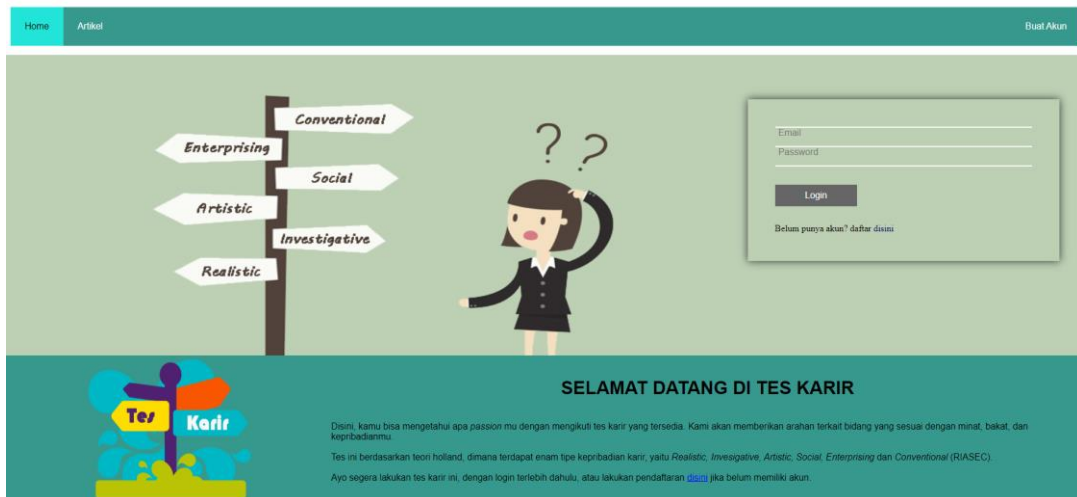 Home
Artikel
Buat Akun
Conventional
Enterprising
Social
Artistic
Investigative
Realistic
? ?
Email
Password
Login
Belum punya akun? daftar disini
Tes
Karir
SELAMAT DATANG DI TES KARIR
Disini, kamu bisa mengetahui apa passion mu dengan mengikuti tes karir yang tersedia. Kami akan memberikan arahan terkait bidang yang sesuai dengan minat, bakat, dan
kepribadianmu.
Tes ini berdasarkan teori holland, dimana terdapat enam tipe kepribadian karir, yaitu Realistic, Invesigative, Artistic, Social, Enterprising dan Conventional (RIASEC).
Ayo segera lakukan tes karir ini, dengan login terlebih dahulu, atau lakukan pendaftaran disini jika belum memiliki akun.